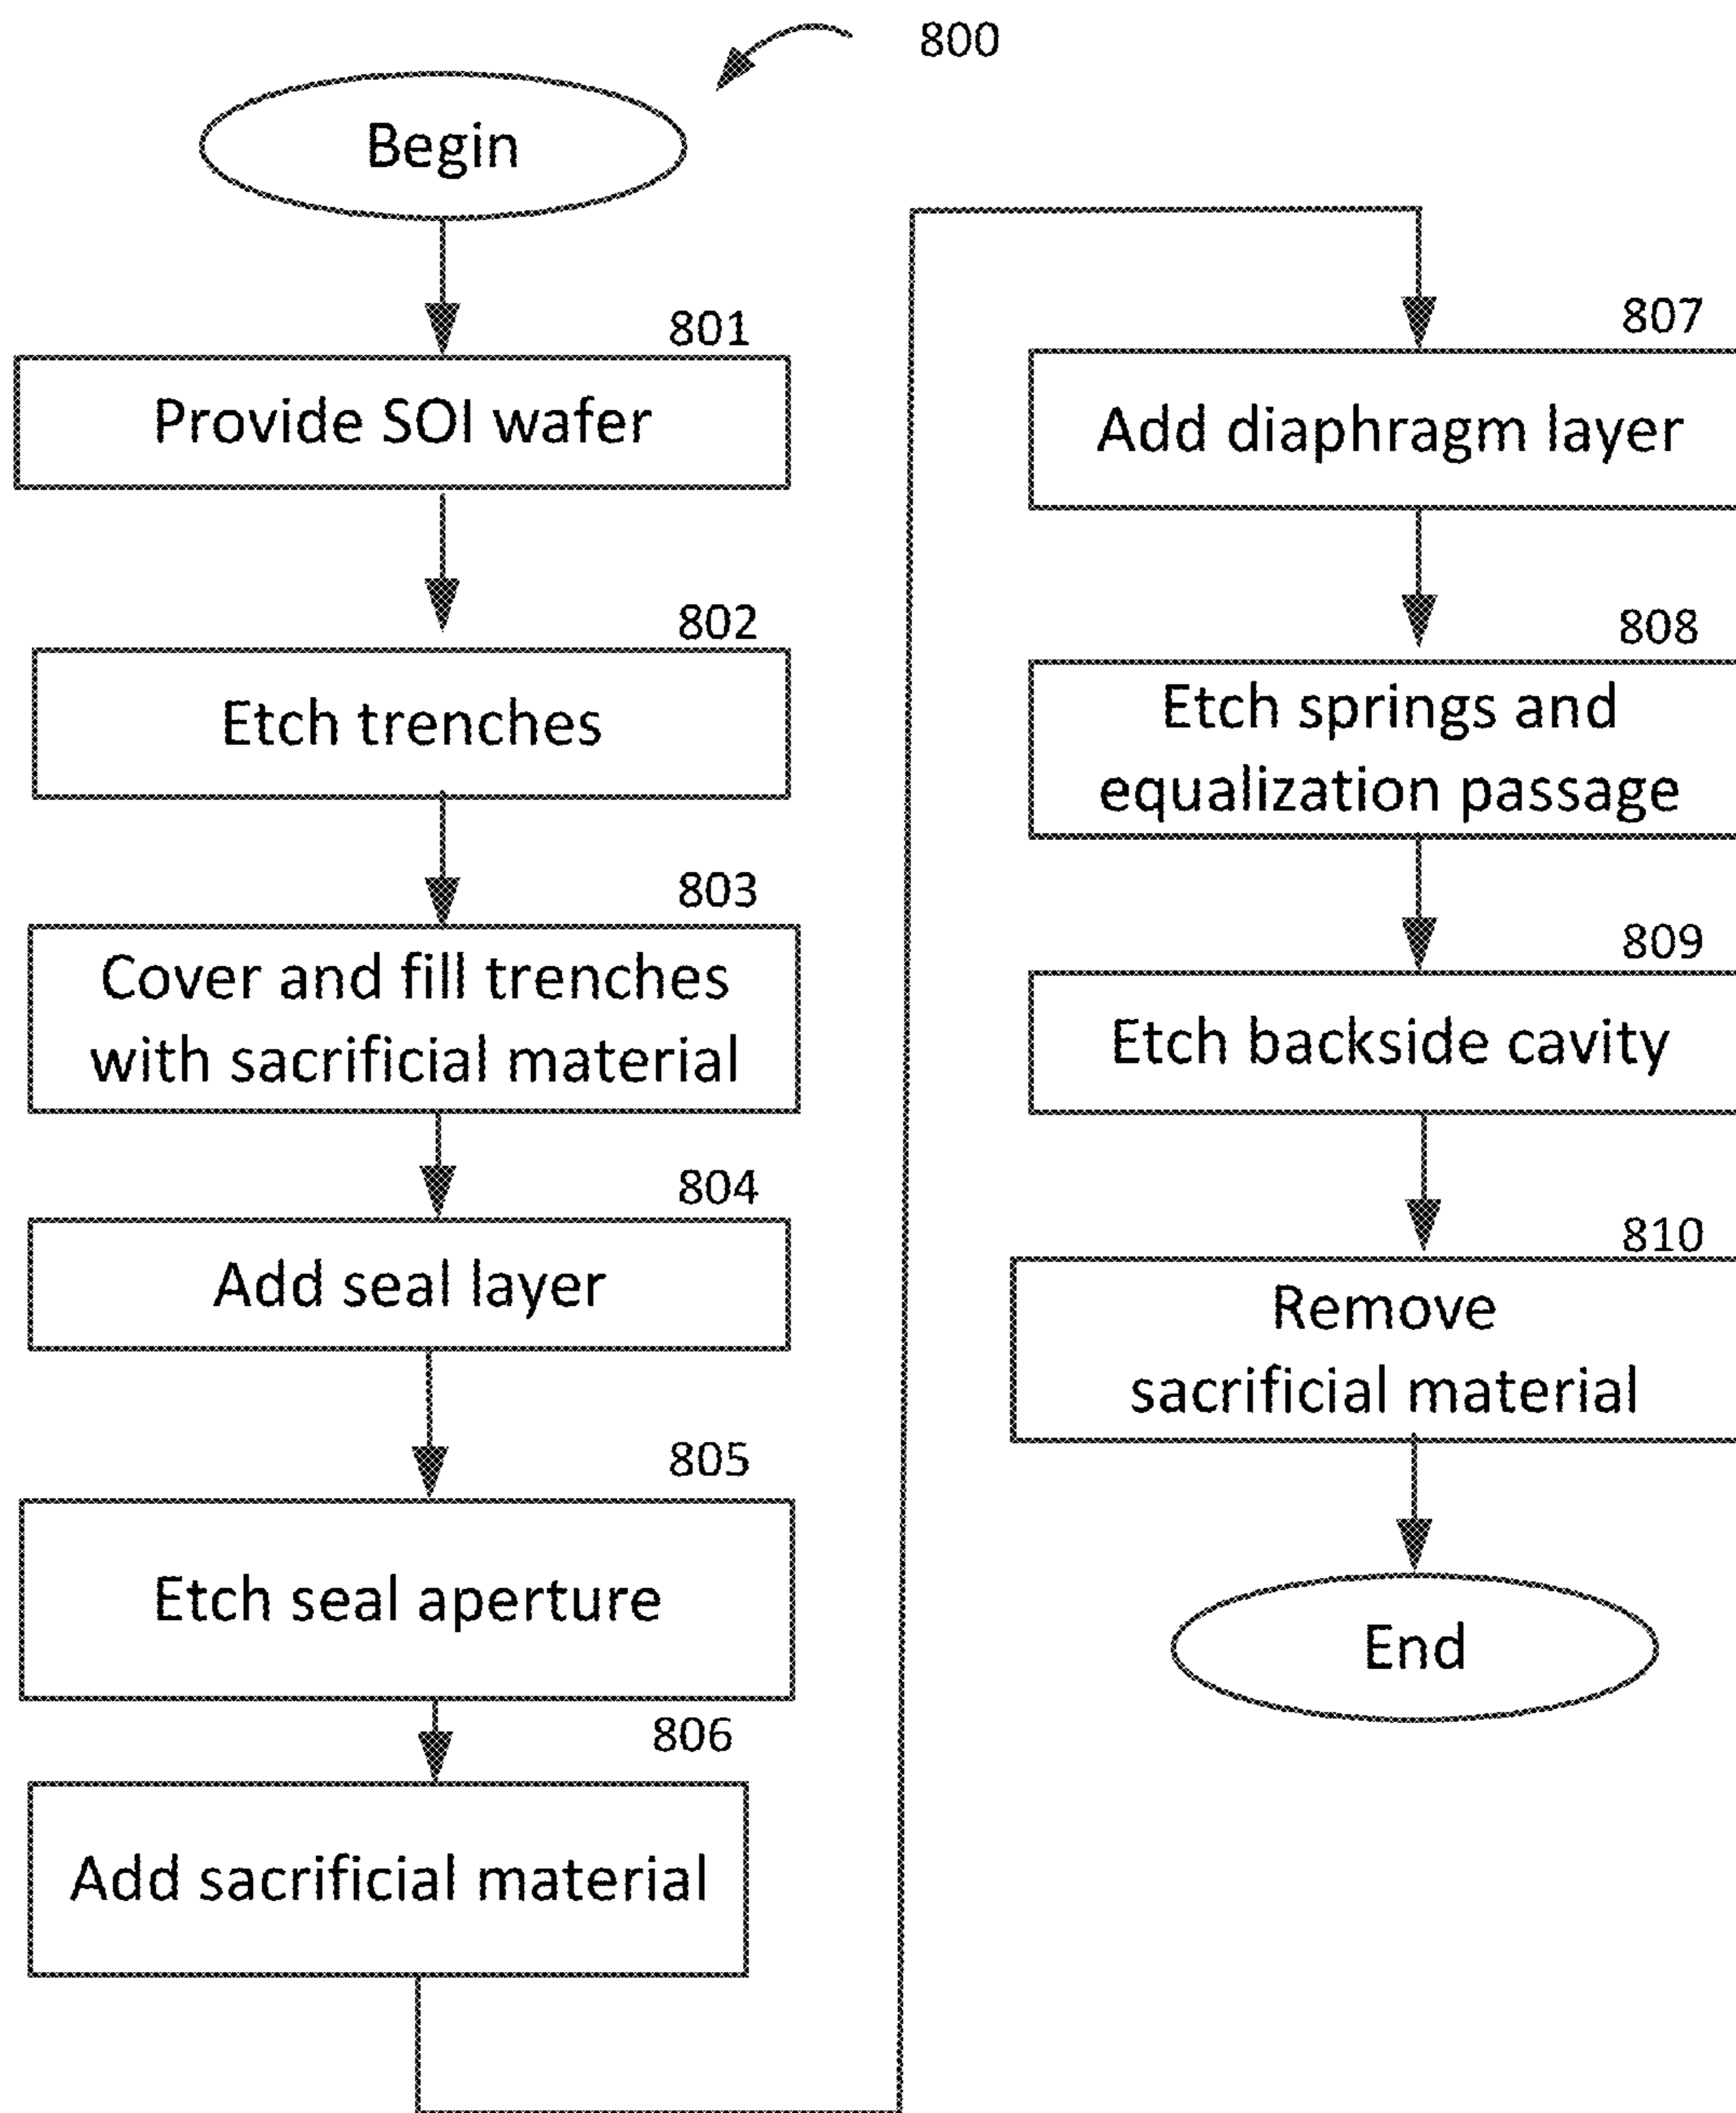 800
Begin
801
Provide SOI wafer
802
Etch trenches
803
Cover and fill trenches
with sacrificial material
804
Add seal layer
805
Etch seal aperture
806
Add sacrificial material
807
Add diaphragm layer
808
Etch springs and
equalization passage
809
Etch backside cavity
810
Remove
sacrificial material
End